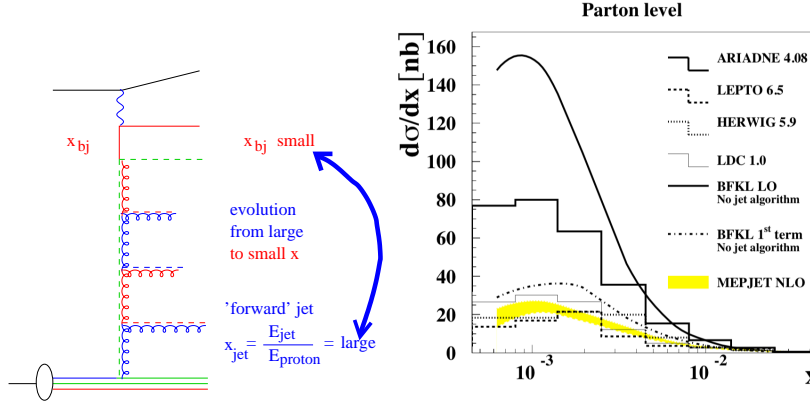 x bj
x bj small
evolution
from large
to small x
'forward' jet
x jet = E jet / E proton = large
Parton level
dσ/dx [nb]
160
140
120
100
80
60
40
20
0
10 -3
10 -2
x
ARIADNE 4.08
LEPTO 6.5
HERWIG 5.9
LDC 1.0
BFKL LO
No jet algorithm
BFKL 1st term
No jet algorithm
MEPJET NLO